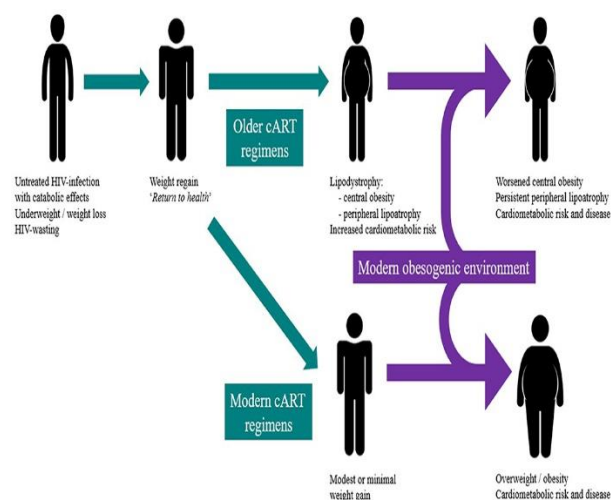 Older cART
regimens
Untreated HIV-infection
with catabolic effects
Underweight / weight loss
HIV-wasting
Weight regain
'Return to health'
Lipodystrophy:
- central obesity
- peripheral lipoatrophy
Increased cardiometabolic risk
Worsened central obesity
Persistent peripheral lipoatrophy
Cardiometabolic risk and disease
Modern obesogenic environment
Modern cART
regimens
Modest or minimal
weight gain
Overweight / obesity
Cardiometabolic risk and disease